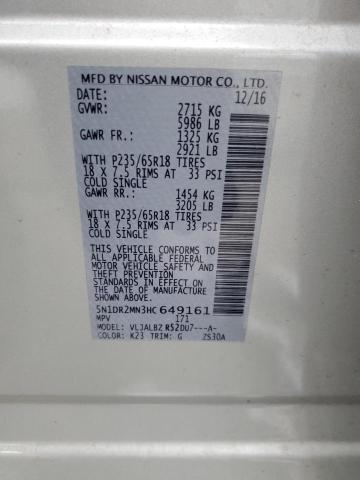 MFD BY NISSAN MOTOR CO., LTD.
DATE: 12/16
GVWR: 2715 KG
5986 LB
GAWR FR.: 1325 KG
2921 LB
WITH P235/65R18 TIRES
18 X 7.5 RIMS AT 33 PSI
COLD SINGLE
GAWR RR.: 1454 KG
3205 LB
WITH P235/65R18 TIRES
18 X 7.5 RIMS AT 33 PSI
COLD SINGLE
THIS VEHICLE CONFORMS TO
ALL APPLICABLE FEDERAL
MOTOR VEHICLE SAFETY AND
THEFT PREVENTION
STANDARDS IN EFFECT ON
THE DATE OF MANUFACTURE
SHOWN ABOVE.
5N1DR2MN3HC649161
MPV 171
MODEL: VLJALBZ R52DU7---A-
COLOR: K23 TRIM: G ZS30A